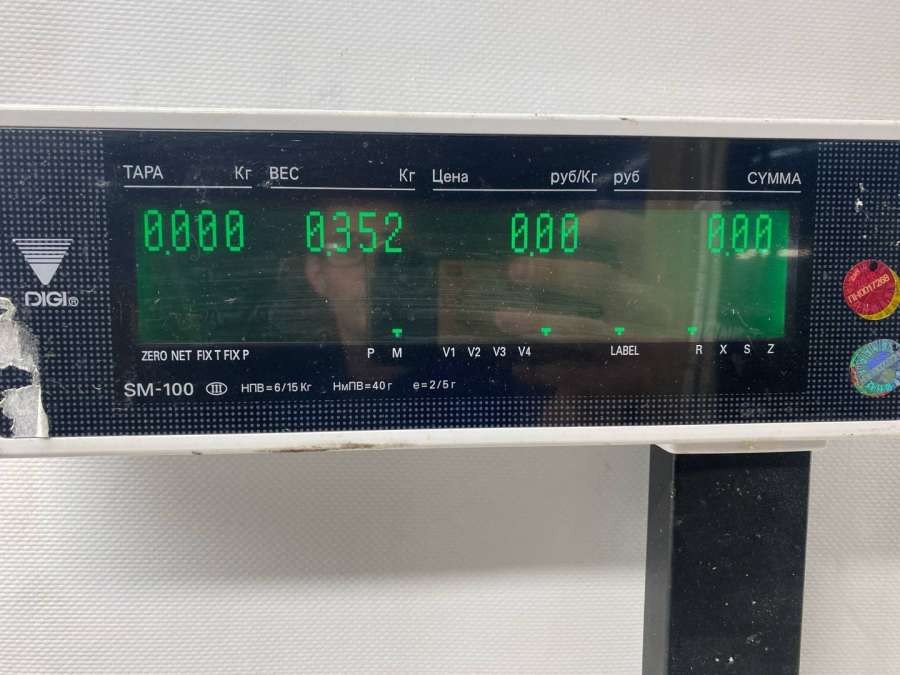 ТАРА Кг ВЕС Кг Цена руб/Кг руб СУММА
0.000 0.352 0.00 0.00
DIGI®
ZERO NET FIX T FIX P P M V1 V2 V3 V4 LABEL R X S Z
SM-100 III НПВ=6/15 Кг НмПВ=40 г e=2/5 г